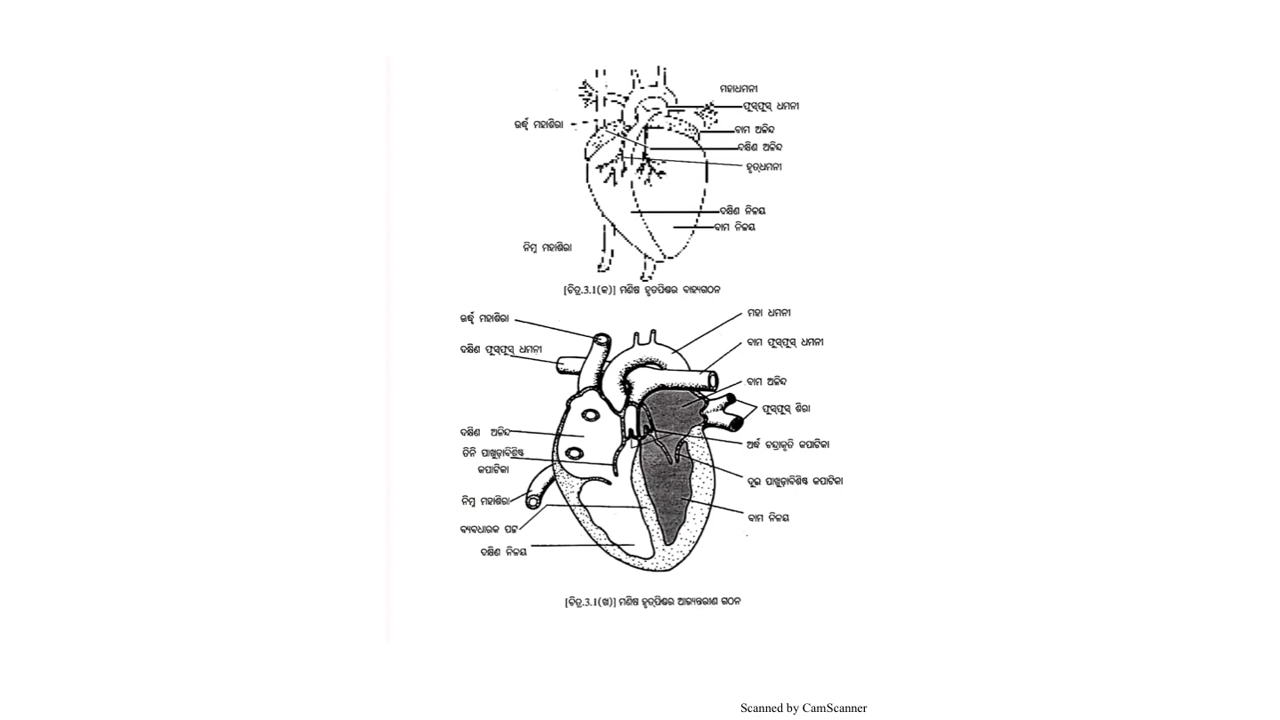 ମହାଧମନୀ
ଫୁସ୍‌ଫୁସ୍ ଧମନୀ
ଊର୍ଦ୍ଧ୍ୱ ମହାଶିରା
ବାମ ଅଳିନ୍ଦ
ଦକ୍ଷିଣ ଅଳିନ୍ଦ
ହୃତ୍‌ଧମନୀ
ଦକ୍ଷିଣ ନିଳୟ
ବାମ ନିଳୟ
ନିମ୍ନ ମହାଶିରା
[ଚିତ୍ର.3.1(କ)] ମଣିଷ ହୃତପିଣ୍ଡର ବାହ୍ୟଗଠନ
ମହା ଧମନୀ
ଊର୍ଦ୍ଧ୍ୱ ମହାଶିରା
ବାମ ଫୁସ୍‌ଫୁସ୍ ଧମନୀ
ଦକ୍ଷିଣ ଫୁସ୍‌ଫୁସ୍ ଧମନୀ
ବାମ ଅଳିନ୍ଦ
ଫୁସ୍‌ଫୁସ୍ ଶିରା
ଦକ୍ଷିଣ ଅଳିନ୍ଦ
ଅର୍ଦ୍ଧ ଚନ୍ଦ୍ରାକୃତି କପାଟିକା
ତିନି ପାଖୁଡ଼ାବିଶିଷ୍ଟ
କପାଟିକା
ଦୁଇ ପାଖୁଡ଼ାବିଶିଷ୍ଟ କପାଟିକା
ନିମ୍ନ ମହାଶିରା
ବାମ ନିଳୟ
ବ୍ୟବଧାରକ ପଟ୍ଟ
ଦକ୍ଷିଣ ନିଳୟ
[ଚିତ୍ର.3.1(ଖ)] ମଣିଷ ହୃତ୍‌ପିଣ୍ଡର ଆଭ୍ୟନ୍ତରୀଣ ଗଠନ
Scanned by CamScanner